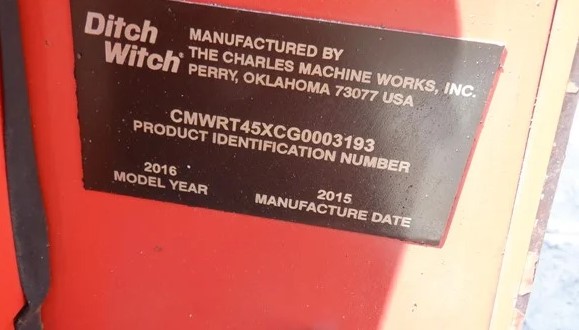 Ditch
Witch®
MANUFACTURED BY
THE CHARLES MACHINE WORKS, INC.
PERRY, OKLAHOMA 73077 USA
CMWRT45XCG0003193
PRODUCT IDENTIFICATION NUMBER
2016
MODEL YEAR
2015
MANUFACTURE DATE